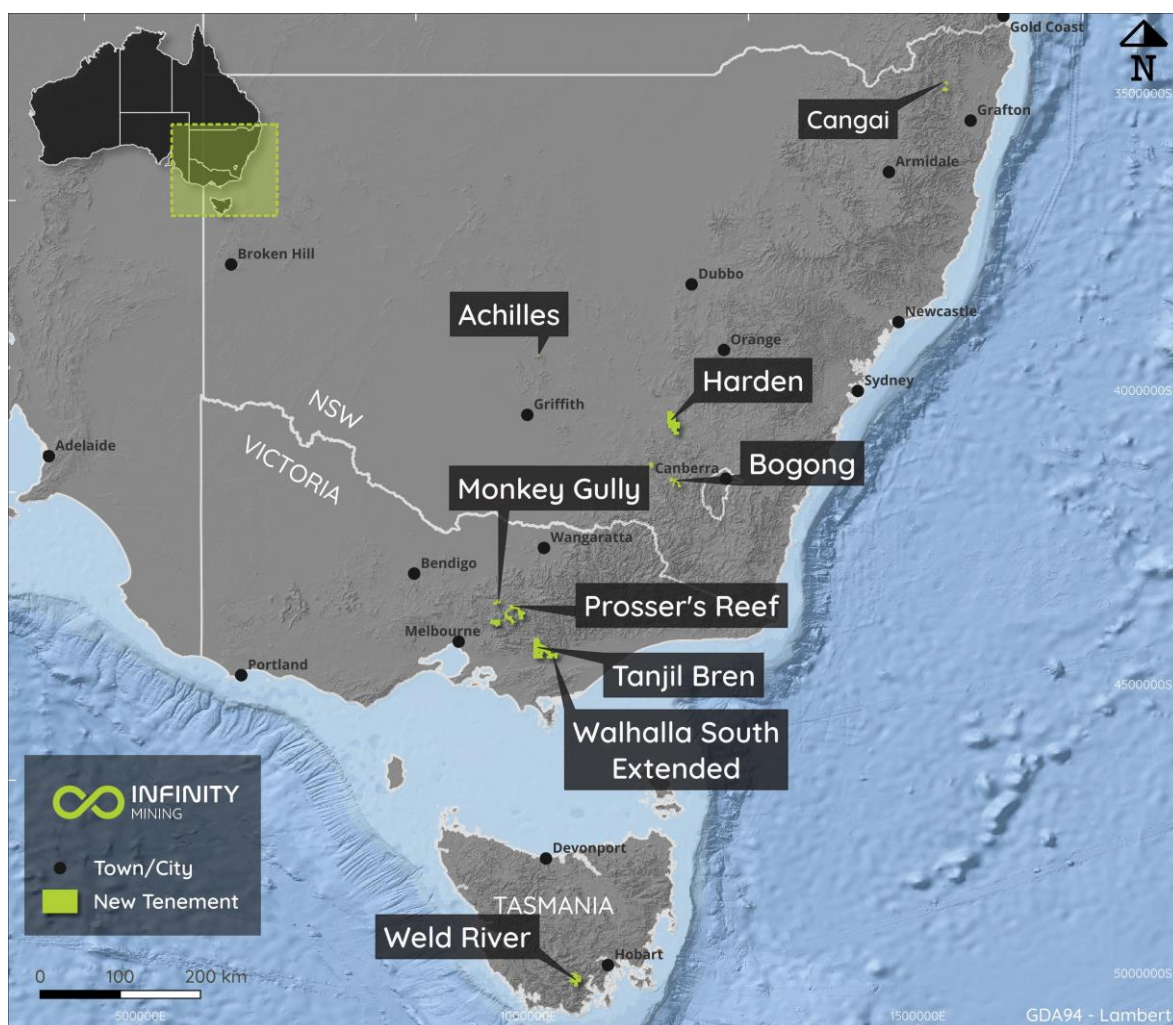 Gold Coast
N
3500000S
Cangai
Grafton
Armidale
Broken Hill
Dubbo
Achilles
Newcastle
Orange
Harden
Sydney
4000000S
NSW
Griffith
VICTORIA
Adelaide
Canberra
Bogong
Monkey Gully
Wangaratta
Bendigo
Prosser's Reef
Melbourne
Portland
Tanjil Bren
4500000S
Walhalla South
Extended
INFINITY
MINING
Town/City
New Tenement
Devonport
TASMANIA
Weld River
Hobart
0 100 200 km
5000000S
500000E
1000000E
1500000E
GDA94 - Lambert